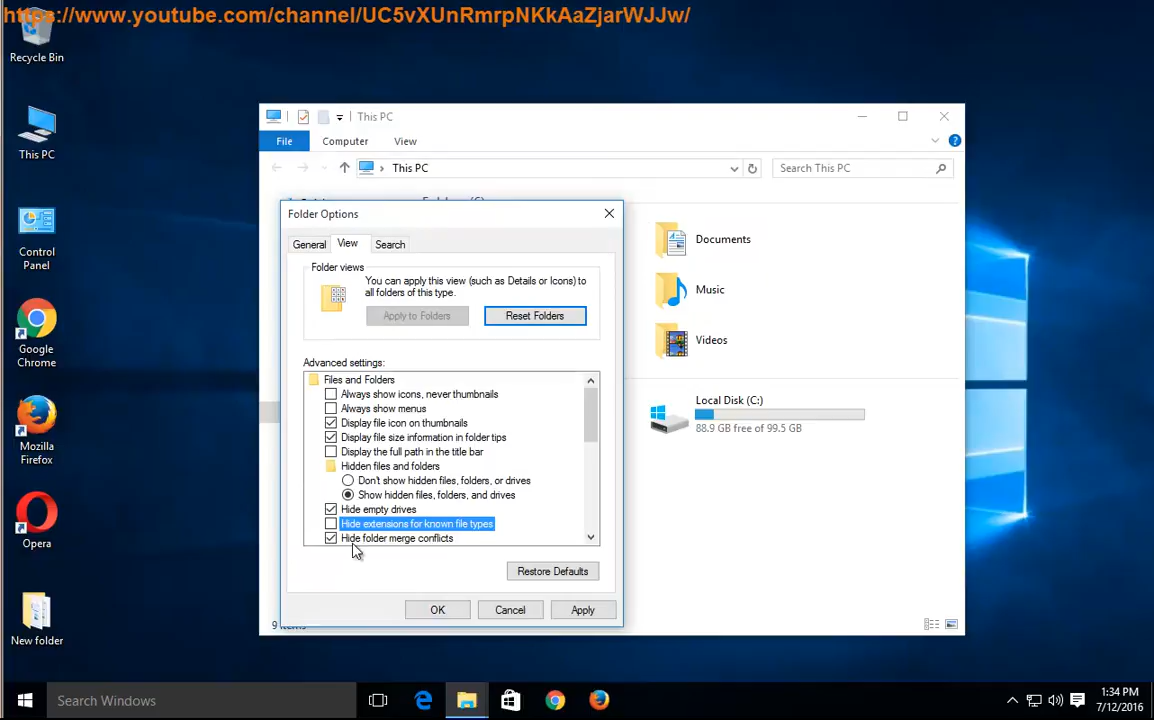 https://www.youtube.com/channel/UC5vXUnRmrpNKkAaZjarWJJw/
Recycle Bin
This PC
Control
Panel
Google
Chrome
Mozilla
Firefox
Opera
New folder
This PC
File
Computer
View
This PC
Search This PC
Documents
Music
Videos
Local Disk (C:)
88.9 GB free of 99.5 GB
Folder Options
General
View
Search
Folder views
You can apply this view (such as Details or Icons) to
all folders of this type.
Apply to Folders
Reset Folders
Advanced settings:
Files and Folders
Always show icons, never thumbnails
Always show menus
Display file icon on thumbnails
Display file size information in folder tips
Display the full path in the title bar
Hidden files and folders
Don't show hidden files, folders, or drives
Show hidden files, folders, and drives
Hide empty drives
Hide extensions for known file types
Hide folder merge conflicts
Restore Defaults
OK
Cancel
Apply
Search Windows
1:34 PM
7/12/2016